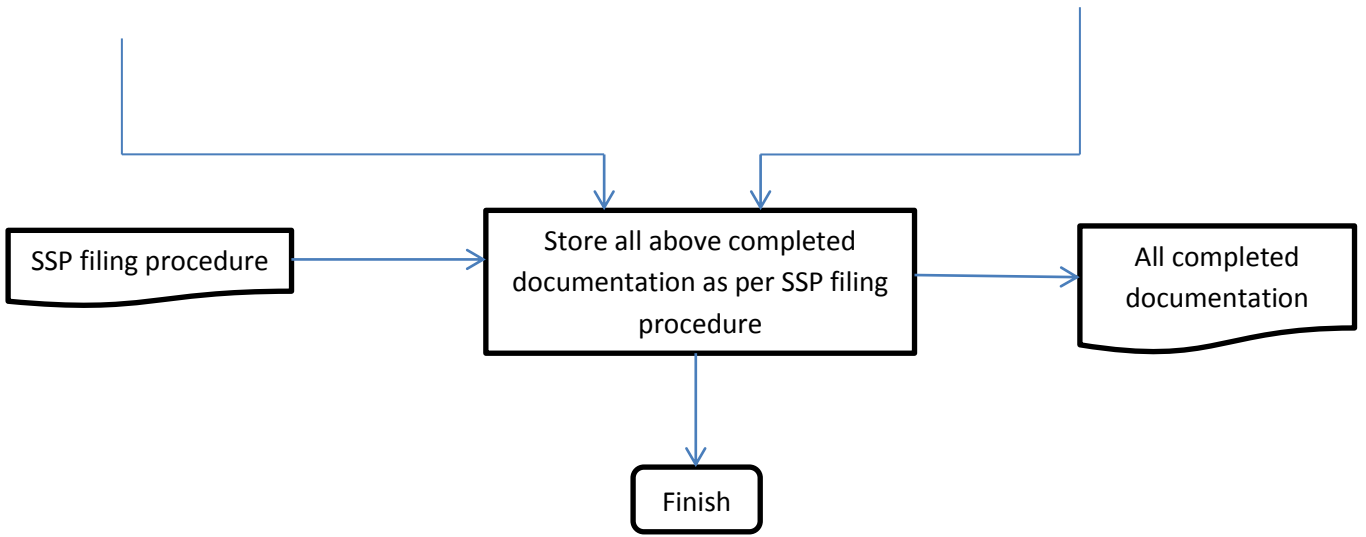 SSP filing procedure
Store all above completed
documentation as per SSP filing
procedure
All completed
documentation
Finish